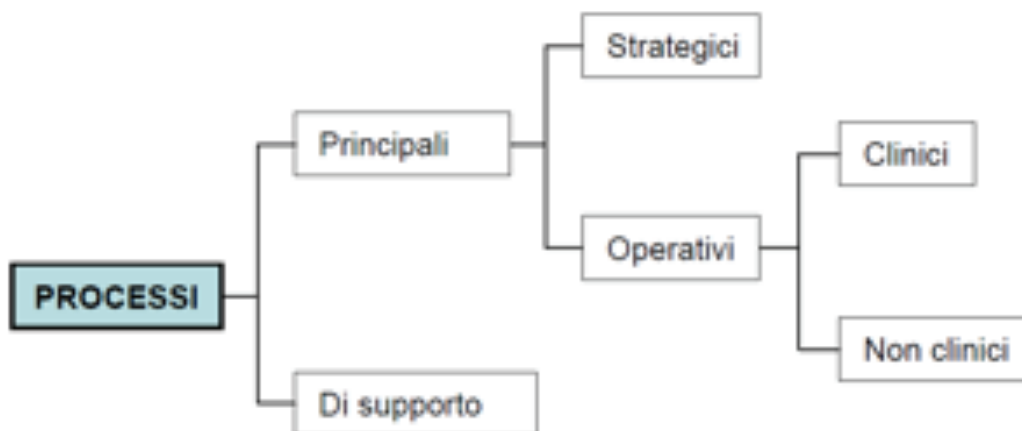 Strategici
Principali
Clinici
Operativi
PROCESSI
Non clinici
Di supporto